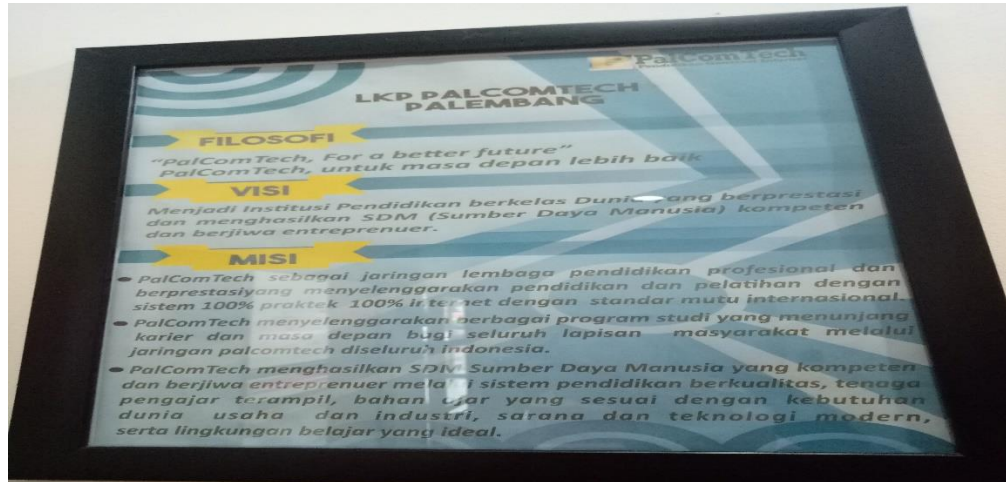 PalComTech
LKP PALCOMTECH
PALEMBANG
FILOSOFI
"PalComTech, For a better future"
PalComTech, untuk masa depan lebih baik
VISI
Menjadi Institusi Pendidikan berkelas Dunia yang berprestasi
dan menghasilkan SDM (Sumber Daya Manusia) kompeten
dan berjiwa entreprenuer.
MISI
• PalComTech sebagai jaringan lembaga pendidikan profesional dan
berprestasiyang menyelenggarakan pendidikan dan pelatihan dengan
sistem 100% praktek 100% internet dengan standar mutu internasional.
• PalComTech menyelenggarakan berbagai program studi yang menunjang
karier dan masa depan bagi seluruh lapisan masyarakat melalui
jaringan palcomtech diseluruh indonesia.
• PalComTech menghasilkan SDM Sumber Daya Manusia yang kompeten
dan berjiwa entreprenuer melalui sistem pendidikan berkualitas, tenaga
pengajar terampil, bahan ajar yang sesuai dengan kebutuhan
dunia usaha dan industri, sarana dan teknologi modern,
serta lingkungan belajar yang ideal.